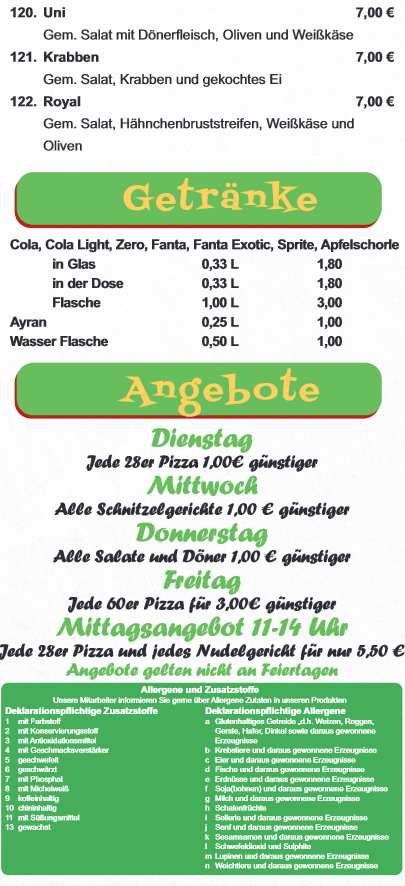 120. Uni 7,00 €
Gem. Salat mit Dönerfleisch, Oliven und Weißkäse
121. Krabben 7,00 €
Gem. Salat, Krabben und gekochtes Ei
122. Royal 7,00 €
Gem. Salat, Hähnchenbruststreifen, Weißkäse und
Oliven
Getränke
Cola, Cola Light, Zero, Fanta, Fanta Exotic, Sprite, Apfelschorle
in Glas 0,33 L 1,80
in der Dose 0,33 L 1,80
Flasche 1,00 L 3,00
Ayran 0,25 L 1,00
Wasser Flasche 0,50 L 1,00
Angebote
Dienstag
Jede 28er Pizza 1,00€ günstiger
Mittwoch
Alle Schnitzelgerichte 1,00 € günstiger
Donnerstag
Alle Salate und Döner 1,00 € günstiger
Freitag
Jede 60er Pizza für 3,00€ günstiger
Mittagsangebot 11-14 Uhr
Jede 28er Pizza und jedes Nudelgericht für nur 5,50 €
Angebote gelten nicht an Feiertagen
Allergene und Zusatzstoffe
Unsere Mitarbeiter informieren Sie gerne über Allergene Zutaten in unseren Produkten
Deklarationspflichtige Zusatzstoffe
1 mit Farbstoff
2 mit Konservierungsstoff
3 mit Antioxidationsmittel
4 mit Geschmacksverstärker
5 geschwefelt
6 geschwärzt
7 mit Phosphat
8 mit Milcheiweiß
9 koffeinhaltig
10 chininhaltig
11 mit Süßungsmittel
13 gewachst
Deklarationspflichtige Allergene
a Glutenhaltiges Getreide „d.h. Weizen, Roggen,
Gerste, Hafer, Dinkel sowie daraus gewonnene
Erzeugnisse
b Krebstiere und daraus gewonnene Erzeugnisse
c Eier und daraus gewonnene Erzeugnisse
d Fische und daraus gewonnene Erzeugnisse
e Erdnüsse und daraus gewonnene Erzeugnisse
f Soja(bohnen) und daraus gewonnene Erzeugnisse
g Milch und daraus gewonnene Erzeugnisse
h Schalenfrüchte
i Sellerie und daraus gewonnene Erzeugnisse
j Senf und daraus gewonnene Erzeugnisse
k Sesamsamen und daraus gewonnene Erzeugnisse
l Schwefeldioxid und Sulphite
m Lupinen und daraus gewonnene Erzeugnisse
n Weichtiere und daraus gewonnene Erzeugnisse